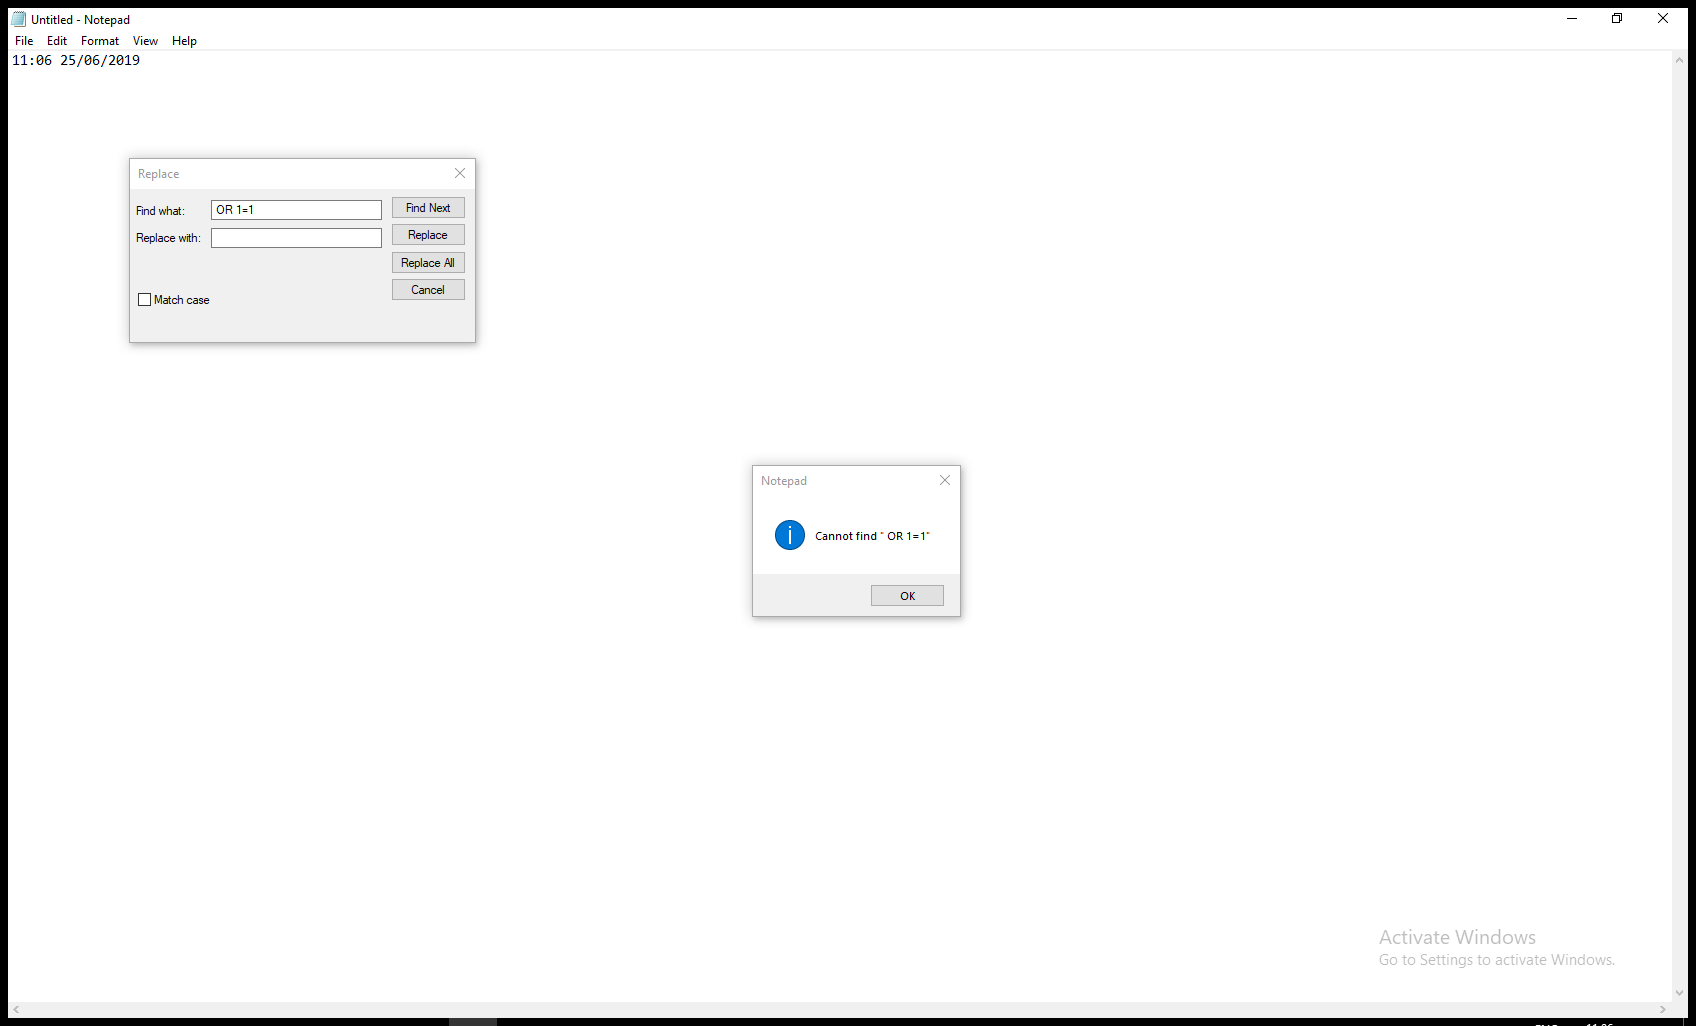 Untitled - Notepad
File Edit Format View Help
11:06 25/06/2019
Replace
Find what: OR 1=1 Find Next
Replace with: Replace
Replace All
Cancel
Match case
Notepad
Cannot find " OR 1=1"
OK
Activate Windows
Go to Settings to activate Windows.